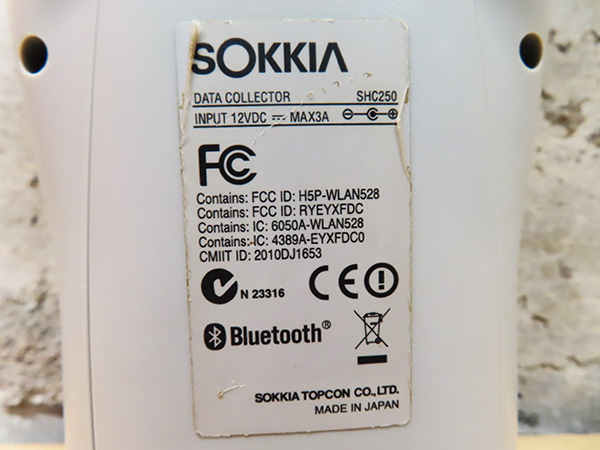 SOKKIA
DATA COLLECTOR SHC250
INPUT 12VDC ⎓ MAX3A
FC
Contains: FCC ID: H5P-WLAN528
Contains: FCC ID: RYEYXFDC
Contains: IC: 6050A-WLAN528
Contains: IC: 4389A-EYXFDC0
CMIIT ID: 2010DJ1653
N 23316 CE
Bluetooth®
SOKKIA TOPCON CO.,LTD.
MADE IN JAPAN